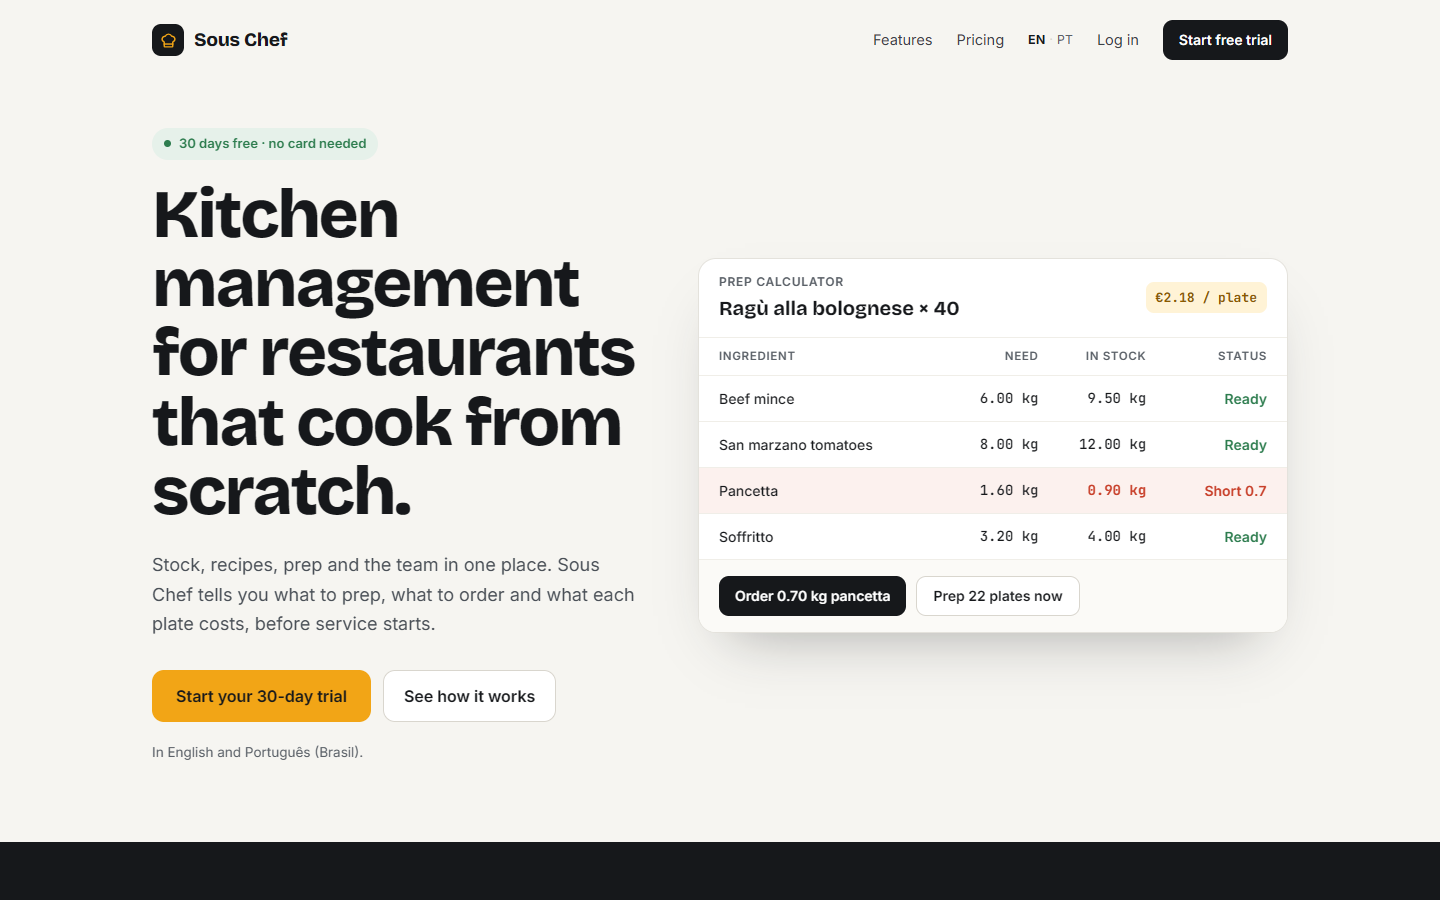 Sous Chef
Features
Pricing
EN · PT
Log in
Start free trial
30 days free · no card needed
Kitchen
management
for restaurants
that cook from
scratch.
Stock, recipes, prep and the team in one place. Sous
Chef tells you what to prep, what to order and what each
plate costs, before service starts.
Start your 30-day trial
See how it works
In English and Português (Brasil).
PREP CALCULATOR
Ragù alla bolognese × 40
€2.18 / plate
INGREDIENT NEED IN STOCK STATUS
Beef mince 6.00 kg 9.50 kg Ready
San marzano tomatoes 8.00 kg 12.00 kg Ready
Pancetta 1.60 kg 0.90 kg Short 0.7
Soffritto 3.20 kg 4.00 kg Ready
Order 0.70 kg pancetta
Prep 22 plates now